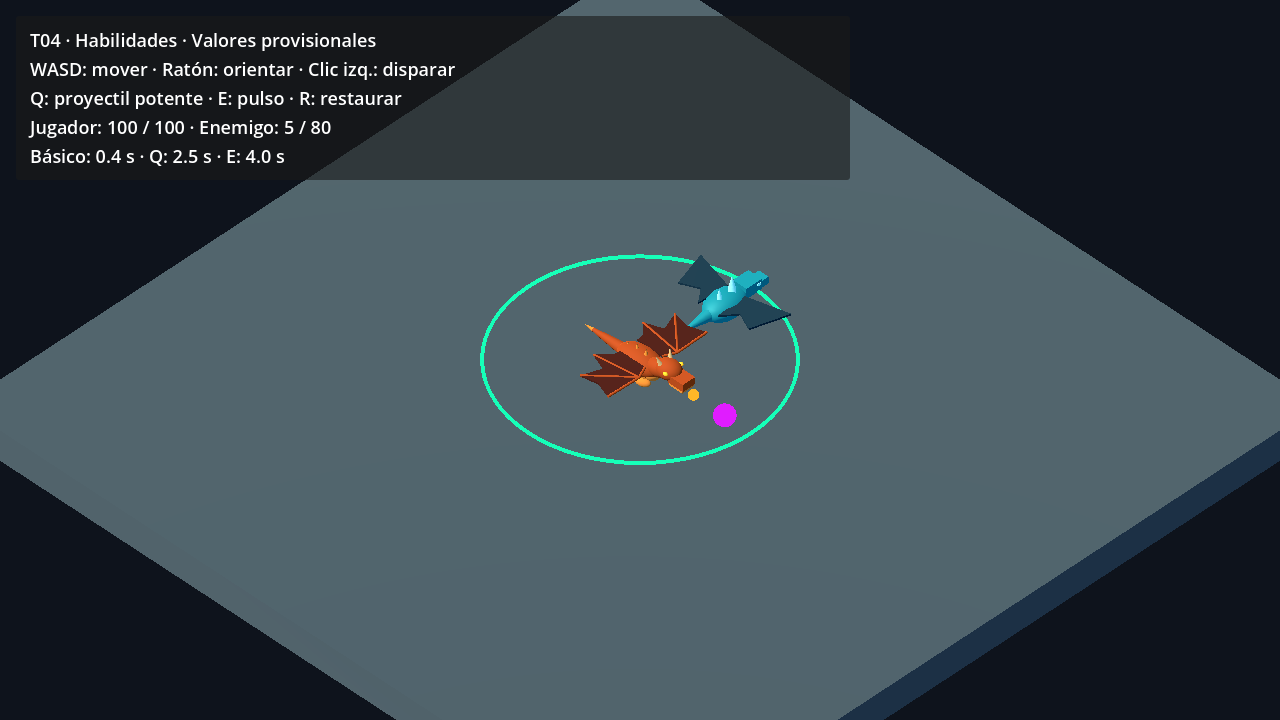 T04 · Habilidades · Valores provisionales
WASD: mover · Ratón: orientar · Clic izq.: disparar
Q: proyectil potente · E: pulso · R: restaurar
Jugador: 100 / 100 · Enemigo: 5 / 80
Básico: 0.4 s · Q: 2.5 s · E: 4.0 s